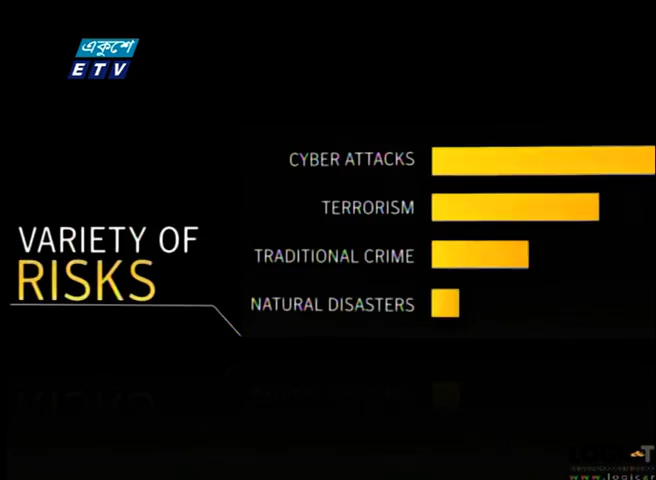 একুশে
ETV
CYBER ATTACKS
TERRORISM
VARIETY OF
RISKS
TRADITIONAL CRIME
NATURAL DISASTERS